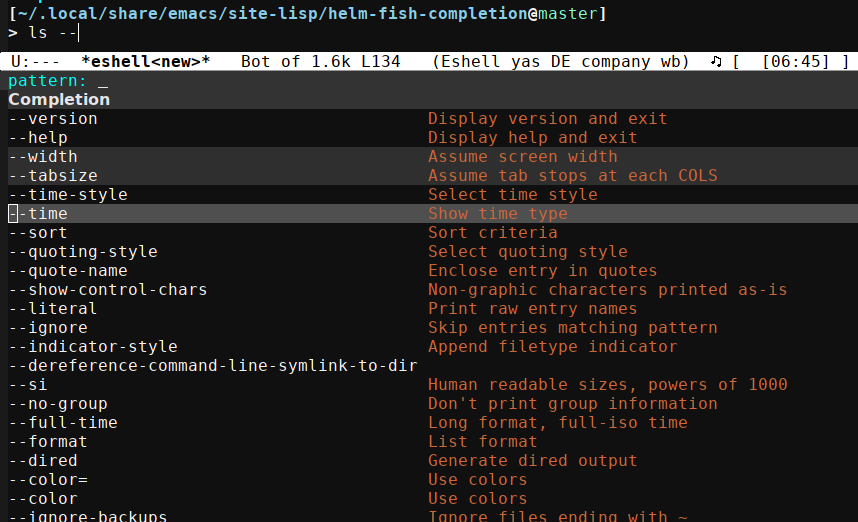 [~/.local/share/emacs/site-lisp/helm-fish-completion@master]
> ls --
U:--- *eshell<new>* Bot of 1.6k L134 (Eshell yas DE company wb) ♫ [ [06:45] ]
pattern: _
Completion
--version Display version and exit
--help Display help and exit
--width Assume screen width
--tabsize Assume tab stops at each COLS
--time-style Select time style
--time Show time type
--sort Sort criteria
--quoting-style Select quoting style
--quote-name Enclose entry in quotes
--show-control-chars Non-graphic characters printed as-is
--literal Print raw entry names
--ignore Skip entries matching pattern
--indicator-style Append filetype indicator
--dereference-command-line-symlink-to-dir
--si Human readable sizes, powers of 1000
--no-group Don't print group information
--full-time Long format, full-iso time
--format List format
--dired Generate dired output
--color= Use colors
--color Use colors
--ignore-backups Ignore files ending with ~